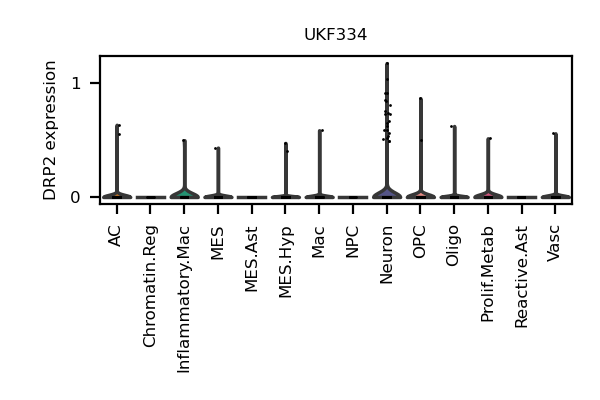 UKF334
DRP2 expression
1
0
AC
Chromatin.Reg
Inflammatory.Mac
MES
MES.Ast
MES.Hyp
Mac
NPC
Neuron
OPC
Oligo
Prolif.Metab
Reactive.Ast
Vasc